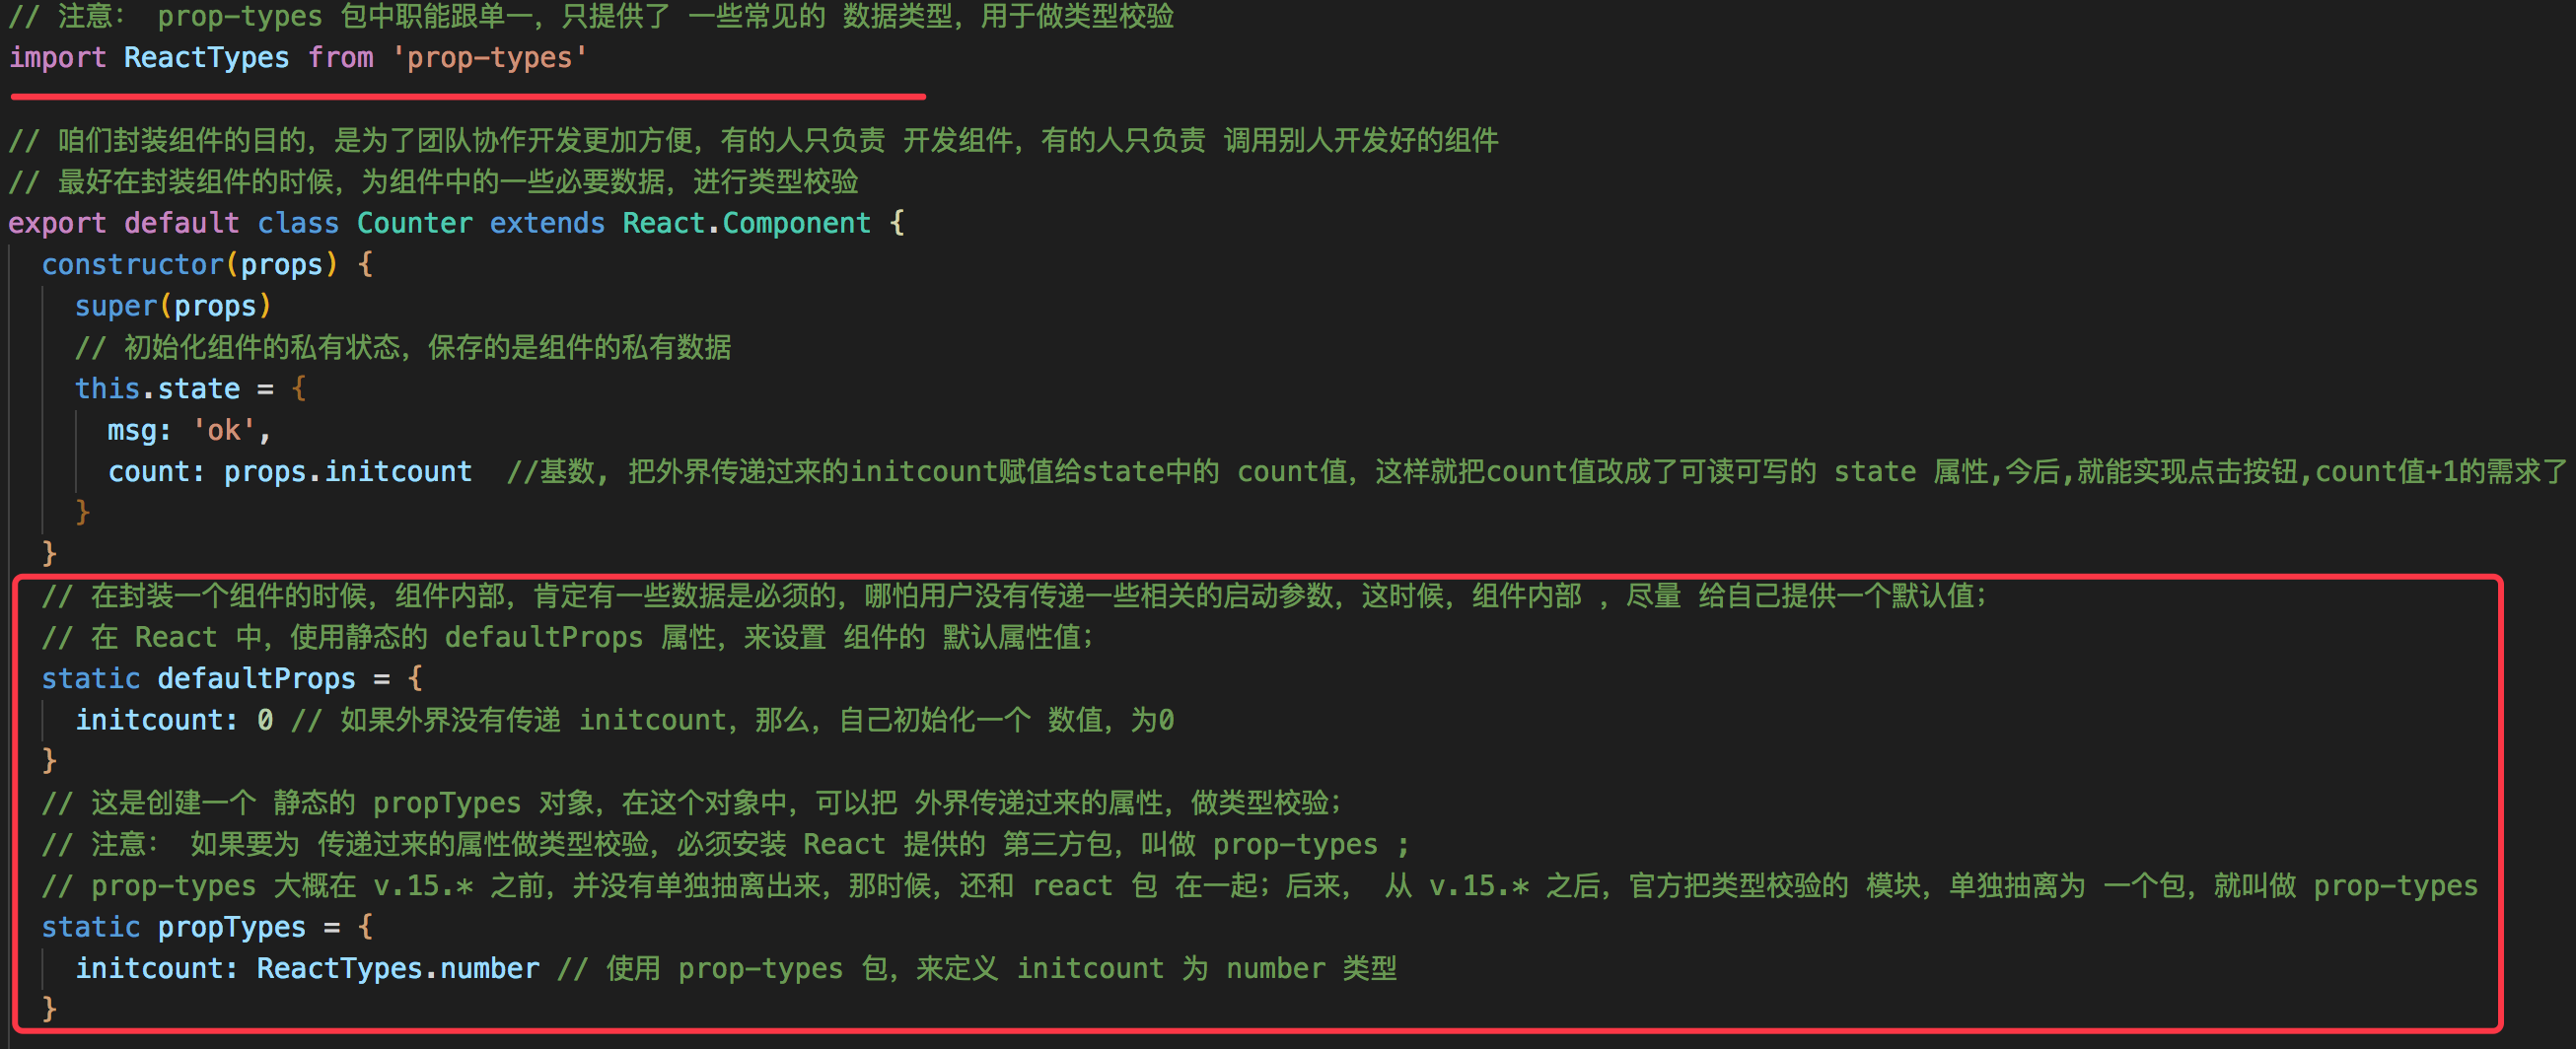 // 注意： prop-types 包中职能跟单一，只提供了 一些常见的 数据类型，用于做类型校验
import ReactTypes from 'prop-types'
// 咱们封装组件的目的，是为了团队协作开发更加方便，有的人只负责 开发组件，有的人只负责 调用别人开发好的组件
// 最好在封装组件的时候，为组件中的一些必要数据，进行类型校验
export default class Counter extends React.Component {
constructor(props) {
super(props)
// 初始化组件的私有状态，保存的是组件的私有数据
this.state = {
msg: 'ok',
count: props.initcount //基数, 把外界传递过来的initcount赋值给state中的 count值，这样就把count值改成了可读可写的 state 属性,今后,就能实现点击按钮,count值+1的需求了
}
}
// 在封装一个组件的时候，组件内部，肯定有一些数据是必须的，哪怕用户没有传递一些相关的启动参数，这时候，组件内部 ，尽量 给自己提供一个默认值；
// 在 React 中，使用静态的 defaultProps 属性，来设置 组件的 默认属性值；
static defaultProps = {
initcount: 0 // 如果外界没有传递 initcount，那么，自己初始化一个 数值，为0
}
// 这是创建一个 静态的 propTypes 对象，在这个对象中，可以把 外界传递过来的属性，做类型校验；
// 注意： 如果要为 传递过来的属性做类型校验，必须安装 React 提供的 第三方包，叫做 prop-types ;
// prop-types 大概在 v.15.* 之前，并没有单独抽离出来，那时候，还和 react 包 在一起；后来， 从 v.15.* 之后，官方把类型校验的 模块，单独抽离为 一个包，就叫做 prop-types
static propTypes = {
initcount: ReactTypes.number // 使用 prop-types 包，来定义 initcount 为 number 类型
}